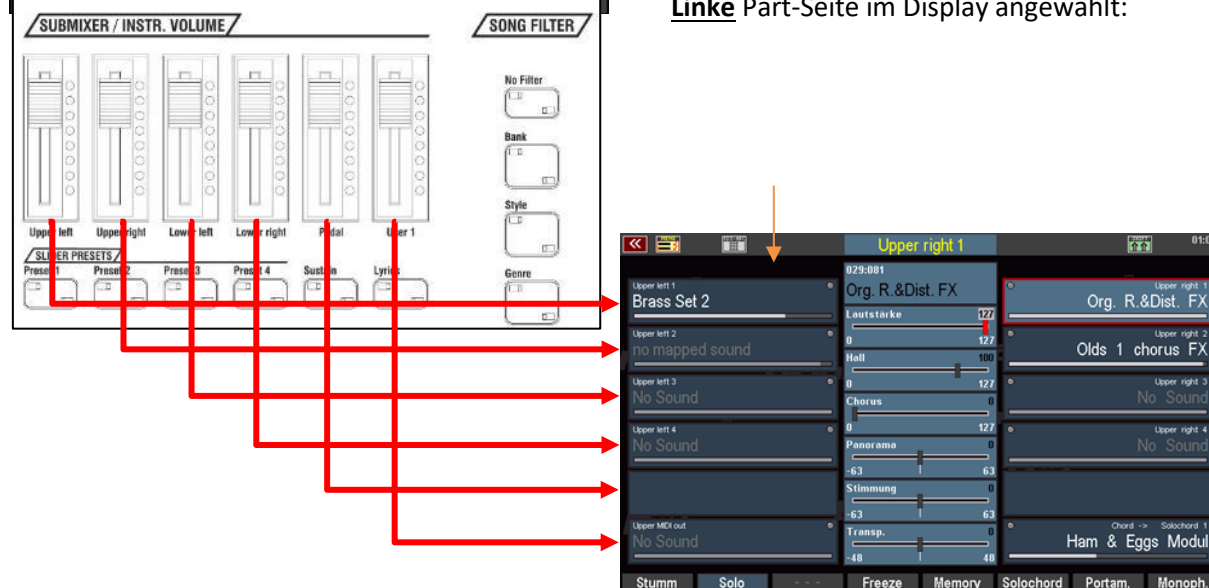 Linke Part-Seite im Display angewählt:
SUBMIXER / INSTR. VOLUME
SONG FILTER
No Filter
Bank
Style
Genre
Upper left Upper right Lower left Lower right Pedal User 1
SLIDER PRESETS
Preset 1 Preset 2 Preset 3 Preset 4 Sustain Lyrics
Upper right 1
01:0
Upper left 1
Brass Set 2
Upper left 2
no mapped sound
Upper left 3
No Sound
Upper left 4
No Sound
Upper MIDI out
No Sound
029:081
Org. R.&Dist. FX
Lautstärke 127
0 127
Hall 100
0 127
Chorus 0
0 127
Panorama 0
-63 63
Stimmung 0
-63 63
Transp. 0
-48 48
Upper right 1
Org. R.&Dist. FX
Upper right 2
Olds 1 chorus FX
Upper right 3
No Sound
Upper right 4
No Sound
Chord -> Solochord 1
Ham & Eggs Modul
Stumm Solo - - - Freeze Memory Solochord Portam. Monoph.